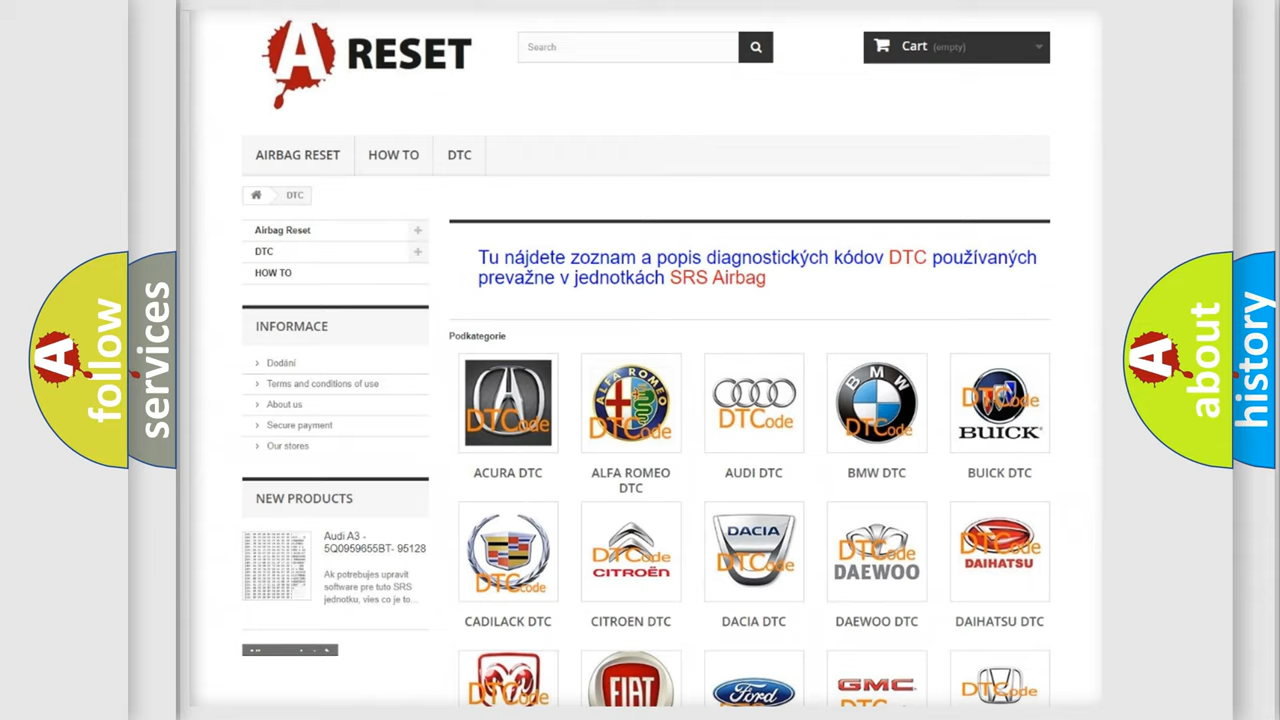 A RESET
Search
Cart (empty)
AIRBAG RESET
HOW TO
DTC
DTC
Airbag Reset
DTC
HOW TO
INFORMACE
Dodání
Terms and conditions of use
About us
Secure payment
Our stores
NEW PRODUCTS
Audi A3 -
5Q0959655BT- 95128
Ak potrebujes upravit
software pre tuto SRS
jednotku, vies co je to...
Tu nájdete zoznam a popis diagnostických kódov DTC používaných
prevažne v jednotkách SRS Airbag
Podkategorie
DTCode
ALFA ROMEO
DTCode
DTCode
BMW
DTCode
DTCode
BUICK
ACURA DTC
ALFA ROMEO
DTC
AUDI DTC
BMW DTC
BUICK DTC
DTCode
DTCode
CITROËN
DACIA
DTCode
DTCode
DAEWOO
DTCode
DAIHATSU
CADILACK DTC
CITROEN DTC
DACIA DTC
DAEWOO DTC
DAIHATSU DTC
DTCode
FIAT
Ford
GMC
DTCode
A follow
services
A about
history